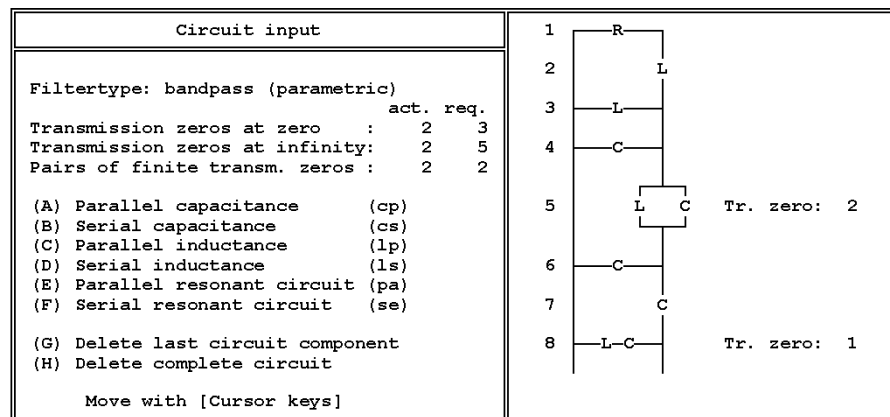 Circuit input
Filtertype: bandpass (parametric)
act. req.
Transmission zeros at zero : 2 3
Transmission zeros at infinity: 2 5
Pairs of finite transm. zeros : 2 2
(A) Parallel capacitance (cp)
(B) Serial capacitance (cs)
(C) Parallel inductance (lp)
(D) Serial inductance (ls)
(E) Parallel resonant circuit (pa)
(F) Serial resonant circuit (se)
(G) Delete last circuit component
(H) Delete complete circuit
Move with [Cursor keys]
1 R
2 L
3 L
4 C
5 L C Tr. zero: 2
6 C
7 C
8 L C Tr. zero: 1